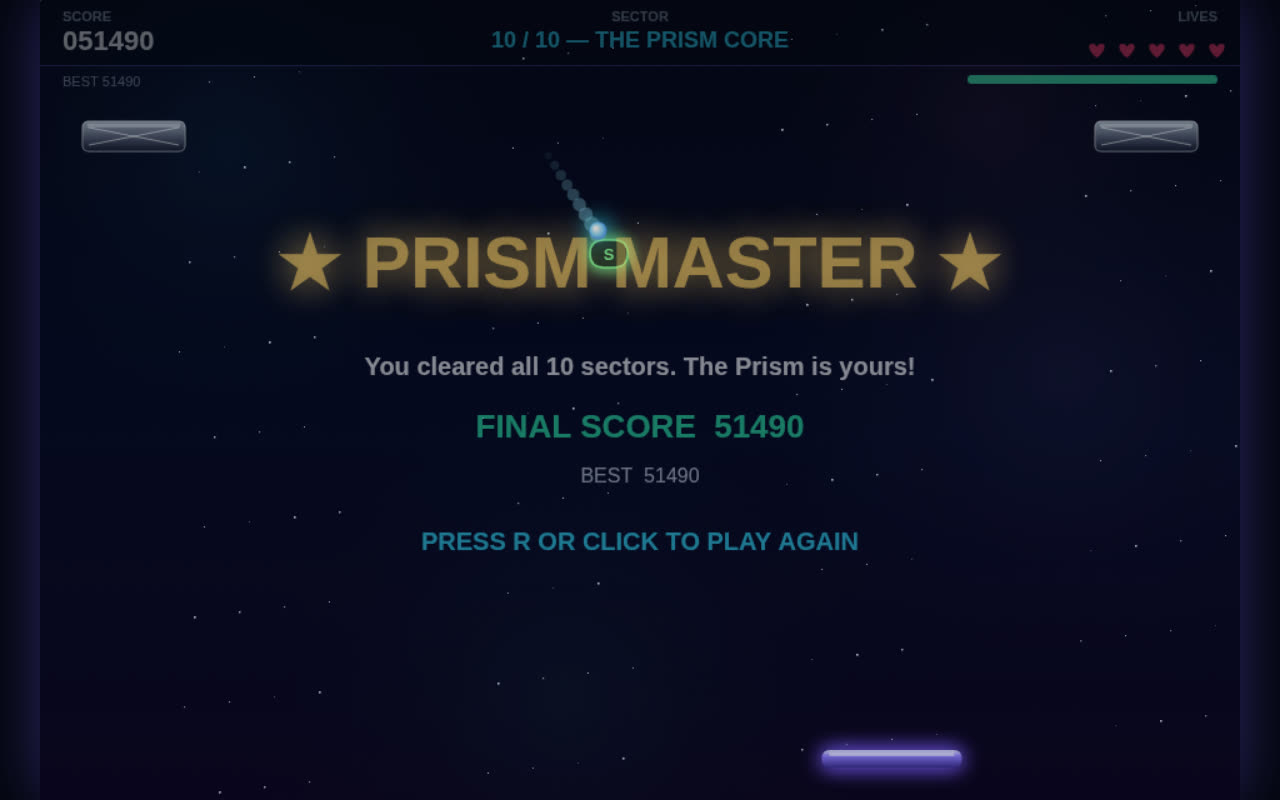 SCORE
051490
SECTOR
10 / 10 — THE PRISM CORE
LIVES
BEST 51490
★ PRISM MASTER ★
S
You cleared all 10 sectors. The Prism is yours!
FINAL SCORE 51490
BEST 51490
PRESS R OR CLICK TO PLAY AGAIN